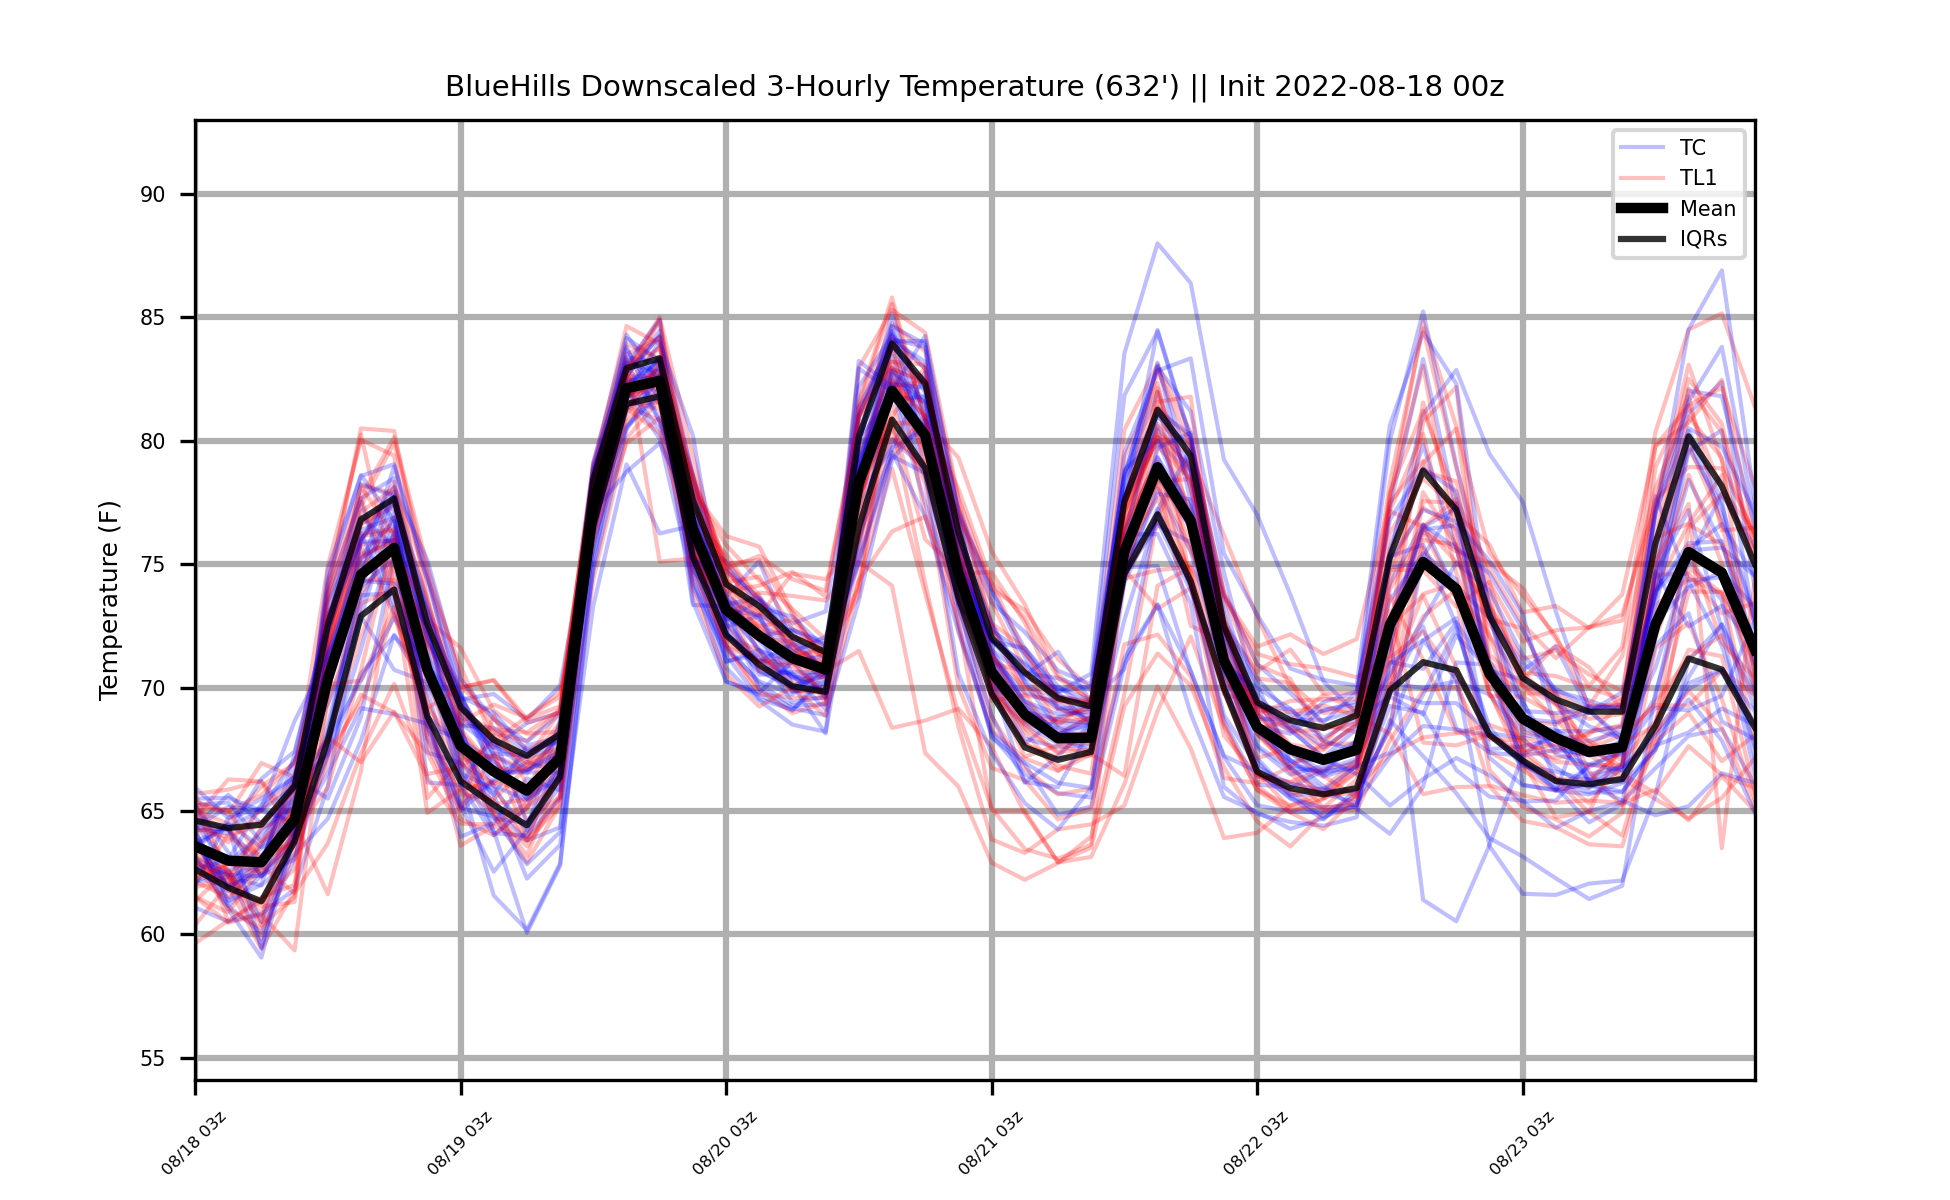 BlueHills Downscaled 3-Hourly Temperature (632') || Init 2022-08-18 00z
TC
TL1
Mean
IQRs
Temperature (F)
90
85
80
75
70
65
60
55
08/18 03z
08/19 03z
08/20 03z
08/21 03z
08/22 03z
08/23 03z